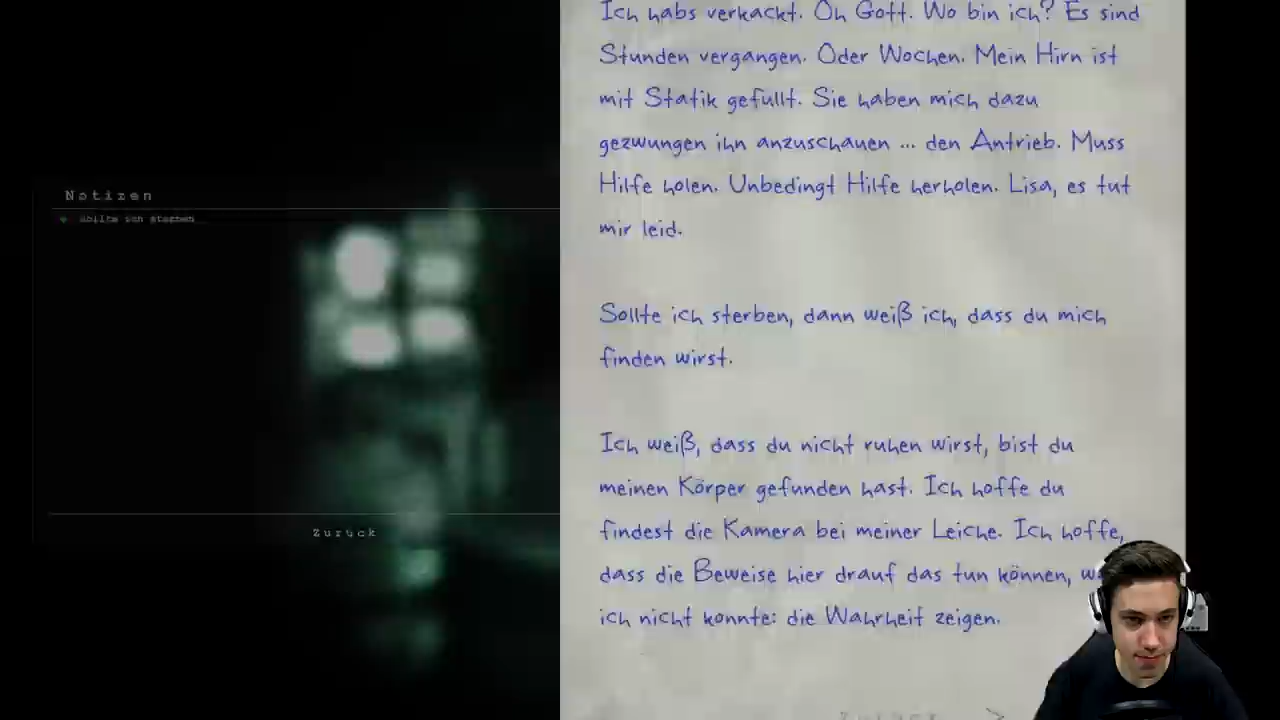 Notizen
Sollte ich sterben
Zurück
Ich habs verkackt. Oh Gott. Wo bin ich? Es sind
Stunden vergangen. Oder Wochen. Mein Hirn ist
mit Statik gefüllt. Sie haben mich dazu
gezwungen ihn anzuschauen ... den Antrieb. Muss
Hilfe holen. Unbedingt Hilfe herholen. Lisa, es tut
mir leid.
Sollte ich sterben, dann weiß ich, dass du mich
finden wirst.
Ich weiß, dass du nicht ruhen wirst, bist du
meinen Körper gefunden hast. Ich hoffe du
findest die Kamera bei meiner Leiche. Ich hoffe,
dass die Beweise hier drauf das tun können,
ich nicht konnte: die Wahrheit zeigen.